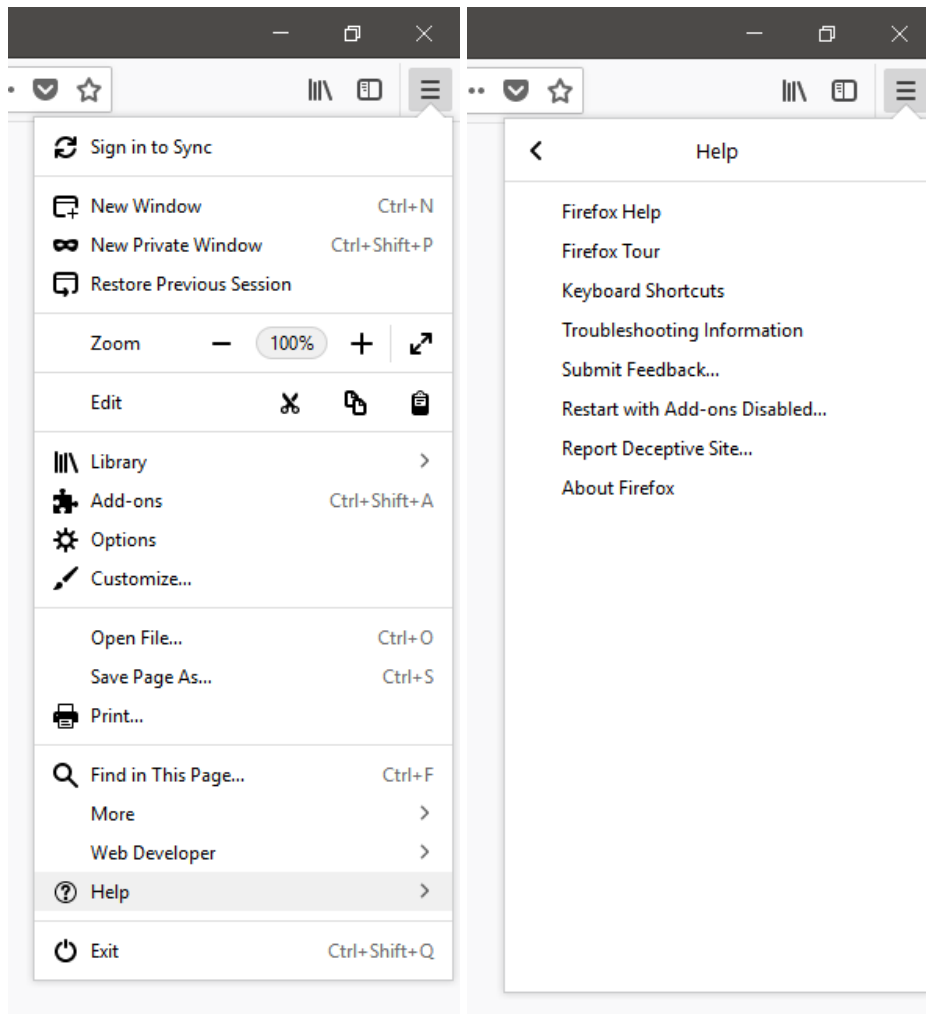 Sign in to Sync
New Window Ctrl+N
New Private Window Ctrl+Shift+P
Restore Previous Session
Zoom 100%
Edit
Library
Add-ons Ctrl+Shift+A
Options
Customize...
Open File... Ctrl+O
Save Page As... Ctrl+S
Print...
Find in This Page... Ctrl+F
More
Web Developer
Help
Exit Ctrl+Shift+Q
Help
Firefox Help
Firefox Tour
Keyboard Shortcuts
Troubleshooting Information
Submit Feedback...
Restart with Add-ons Disabled...
Report Deceptive Site...
About Firefox